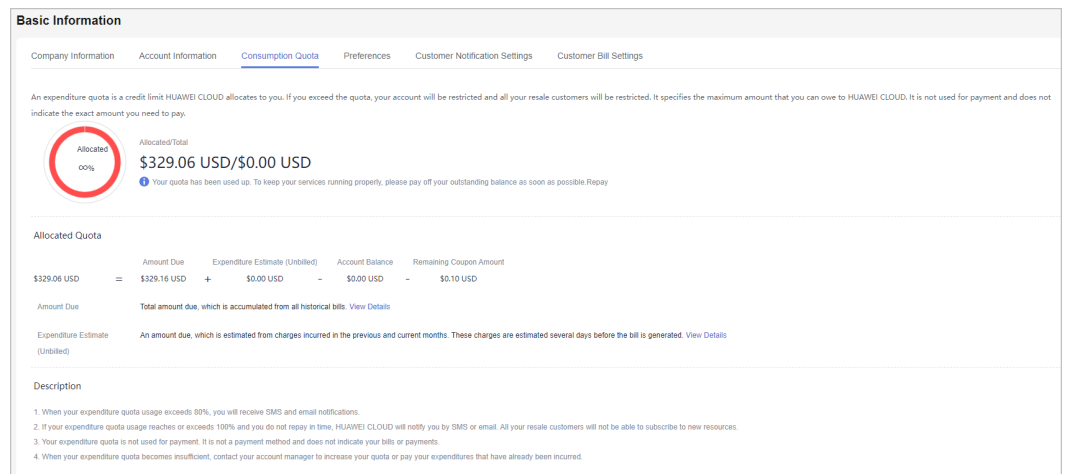 Basic Information
Company Information Account Information Consumption Quota Preferences Customer Notification Settings Customer Bill Settings
An expenditure quota is a credit limit HUAWEI CLOUD allocates to you. If you exceed the quota, your account will be restricted and all your resale customers will be restricted. It specifies the maximum amount that you can owe to HUAWEI CLOUD. It is not used for payment and does not
indicate the exact amount you need to pay.
Allocated
∞%
Allocated/Total
$329.06 USD/$0.00 USD
Your quota has been used up. To keep your services running properly, please pay off your outstanding balance as soon as possible.Repay
Allocated Quota
Amount Due Expenditure Estimate (Unbilled) Account Balance Remaining Coupon Amount
$329.06 USD = $329.16 USD + $0.00 USD - $0.00 USD - $0.10 USD
Amount Due Total amount due, which is accumulated from all historical bills. View Details
Expenditure Estimate An amount due, which is estimated from charges incurred in the previous and current months. These charges are estimated several days before the bill is generated. View Details
(Unbilled)
Description
1. When your expenditure quota usage exceeds 80%, you will receive SMS and email notifications.
2. If your expenditure quota usage reaches or exceeds 100% and you do not repay in time, HUAWEI CLOUD will notify you by SMS or email. All your resale customers will not be able to subscribe to new resources.
3. Your expenditure quota is not used for payment. It is not a payment method and does not indicate your bills or payments.
4. When your expenditure quota becomes insufficient, contact your account manager to increase your quota or pay your expenditures that have already been incurred.